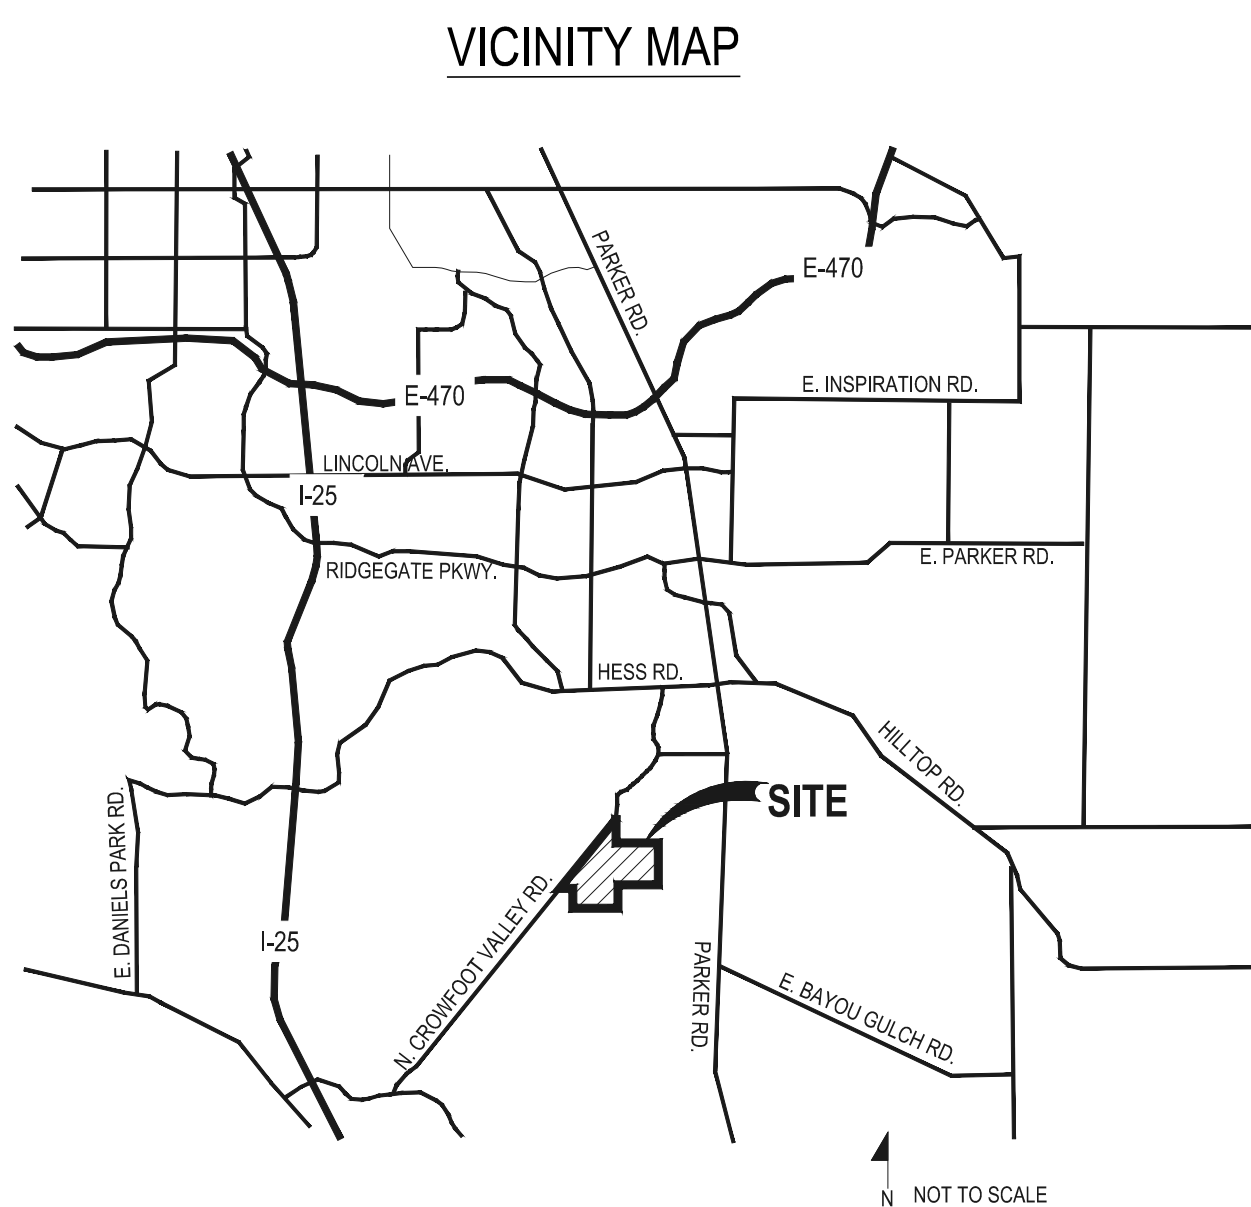 VICINITY MAP
PARKER RD.
E-470
E. INSPIRATION RD.
E-470
LINCOLN AVE.
I-25
E. PARKER RD.
RIDGEGATE PKWY.
HESS RD.
HILLTOP RD.
SITE
E. DANIELS PARK RD.
N. CROWFOOT VALLEY RD.
I-25
PARKER RD.
E. BAYOU GULCH RD.
N
NOT TO SCALE